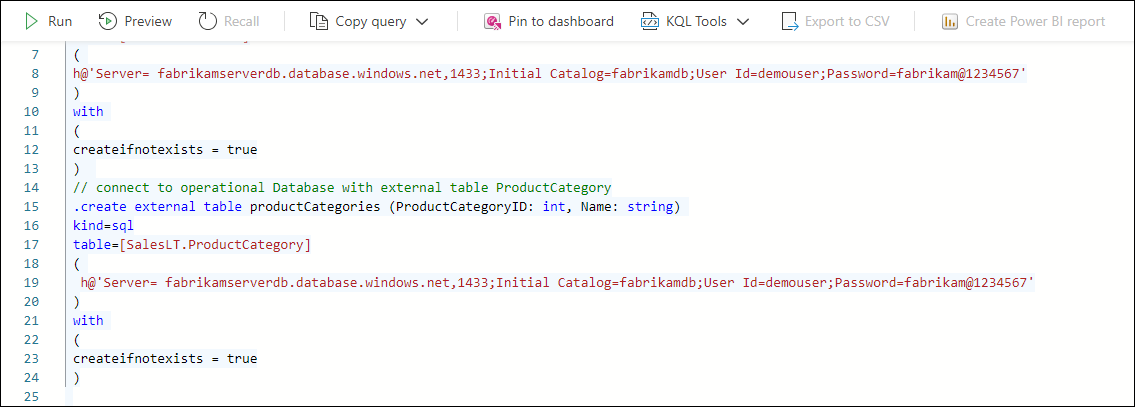 Run Preview Recall Copy query Pin to dashboard KQL Tools Export to CSV Create Power BI report
7 (
8 h@'Server= fabrikamserverdb.database.windows.net,1433;Initial Catalog=fabrikamdb;User Id=demouser;Password=fabrikam@1234567'
9 )
10 with
11 (
12 createifnotexists = true
13 )
14 // connect to operational Database with external table ProductCategory
15 .create external table productCategories (ProductCategoryID: int, Name: string)
16 kind=sql
17 table=[SalesLT.ProductCategory]
18 (
19 h@'Server= fabrikamserverdb.database.windows.net,1433;Initial Catalog=fabrikamdb;User Id=demouser;Password=fabrikam@1234567'
20 )
21 with
22 (
23 createifnotexists = true
24 )
25